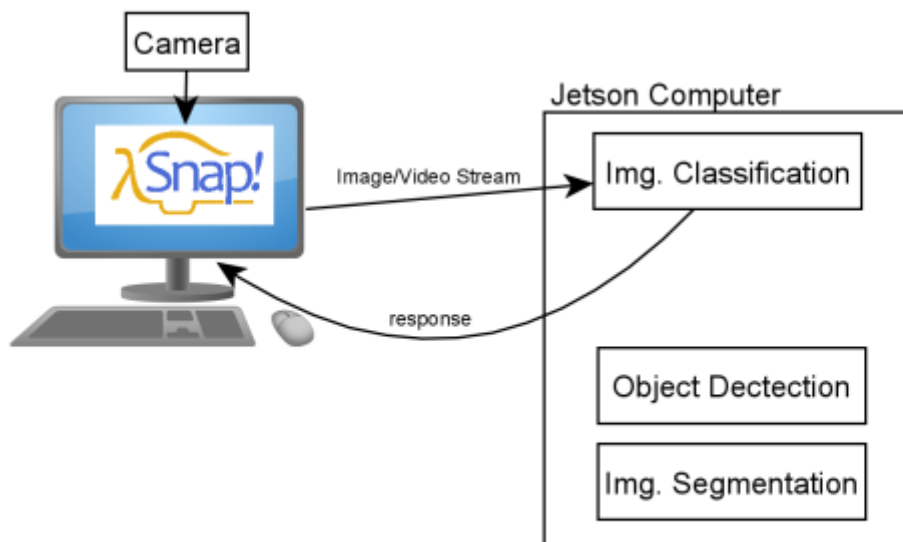 Camera
Jetson Computer
λSnap!
Image/Video Stream
Img. Classification
response
Object Dectection
Img. Segmentation